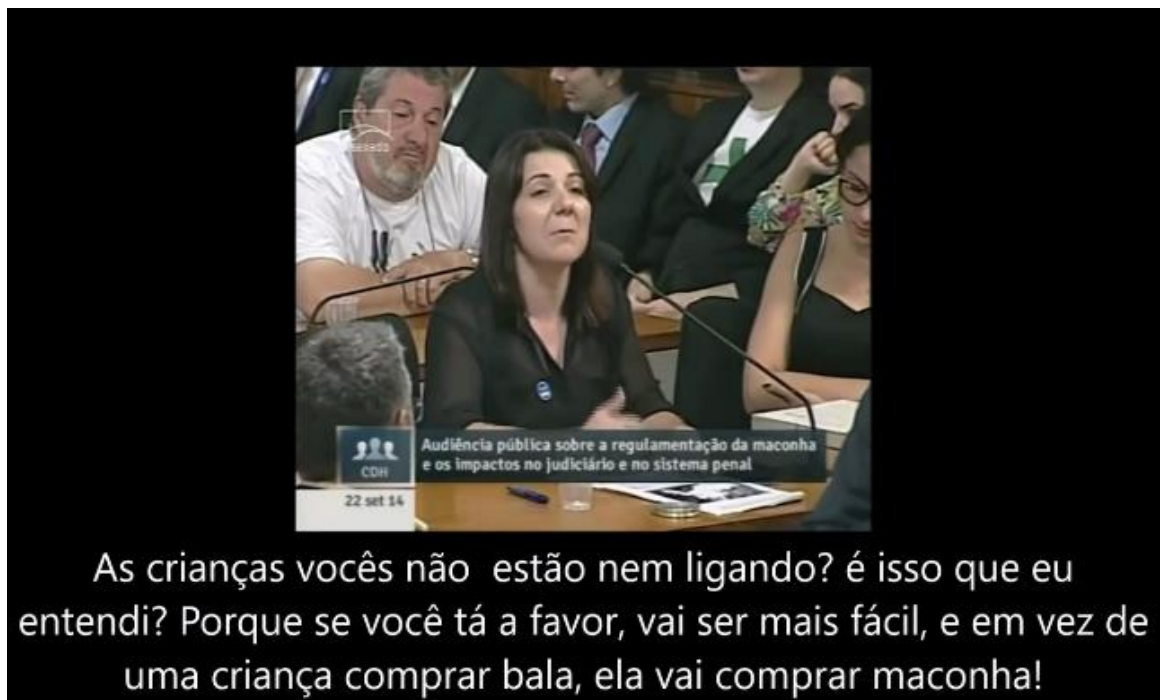 senado
Audiência pública sobre a regulamentação da maconha
e os impactos no judiciário e no sistema penal
CDH
22 set 14
As crianças vocês não  estão nem ligando? é isso que eu
entendi? Porque se você tá a favor, vai ser mais fácil, e em vez de
uma criança comprar bala, ela vai comprar maconha!